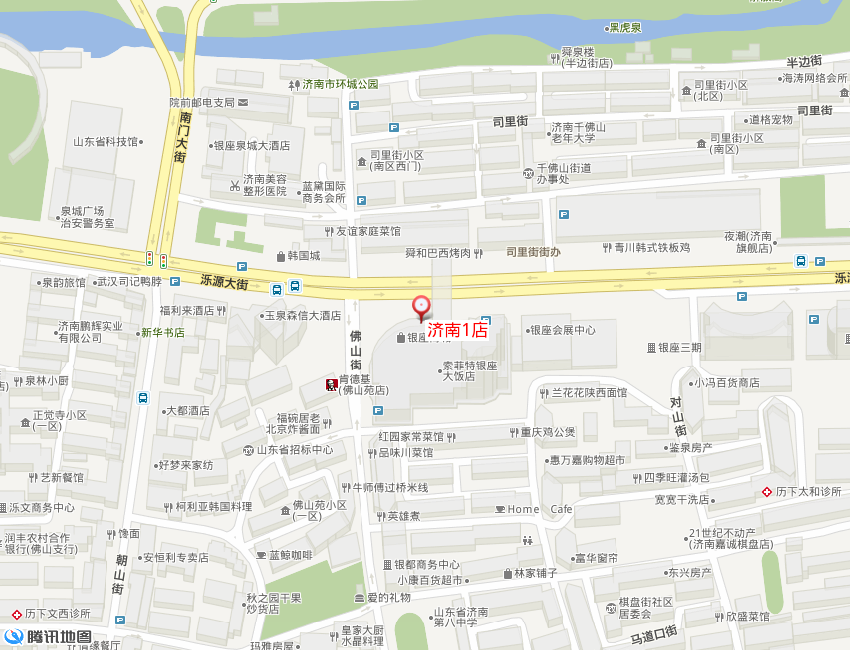 黑虎泉
舜泉楼
(半边街店)
半边街
海涛网络会所
济南市环城公园
司里街小区
(北区)
院前邮电支局
司里街
南门大街
司里街
道格宠物
济南千佛山
老年大学
山东省科技馆
银座泉城大酒店
司里街小区
(南区)
司里街小区
(南区西门)
千佛山街道
办事处
济南美容
整形医院
蓝黛国际
商务会所
泉城广场
治安警务室
友谊家庭菜馆
夜潮(济南
旗舰店)
韩国城
舜和巴西烤肉
司里街街办
青川韩式铁板鸡
泉韵旅馆
武汉司记鸭脖
泺源大街
泺源
福利来酒店
玉泉森信大酒店
济南鹏辉实业
有限公司
新华书店
佛山街
济南1店
银座
银座会展中心
银座三期
索菲特银座
大饭店
泉林小厨
肯德基
(佛山苑店)
兰花花陕西面馆
小冯百货商店
正觉寺小区
(一区)
大都酒店
福碗居老
北京炸酱面
对山街
红园家常菜馆
重庆鸡公煲
山东省招标中心
品味川菜馆
鉴泉房产
好梦来家纺
惠万嘉购物超市
艺新餐馆
牛师傅过桥米线
四季旺灌汤包
历下太和诊所
泺文商务中心
柯利亚韩国料理
佛山苑小区
(一区)
宽宽干洗店
英雄煮
Home Cafe
馋面
润丰农村合作
银行(佛山支行)
21世纪不动产
(济南嘉诚棋盘店)
安恒利专卖店
蓝鲸咖啡
富华窗帘
朝山街
银都商务中心
林家铺子
东兴房产
小康百货超市
秋之园干果
炒货店
爱的礼物
棋盘街社区
居委会
历下文西诊所
山东省济南
第八中学
欣盛菜馆
腾讯地图
情缘餐厅
皇家大厨
水晶料理
马道口街
玛雅房屋